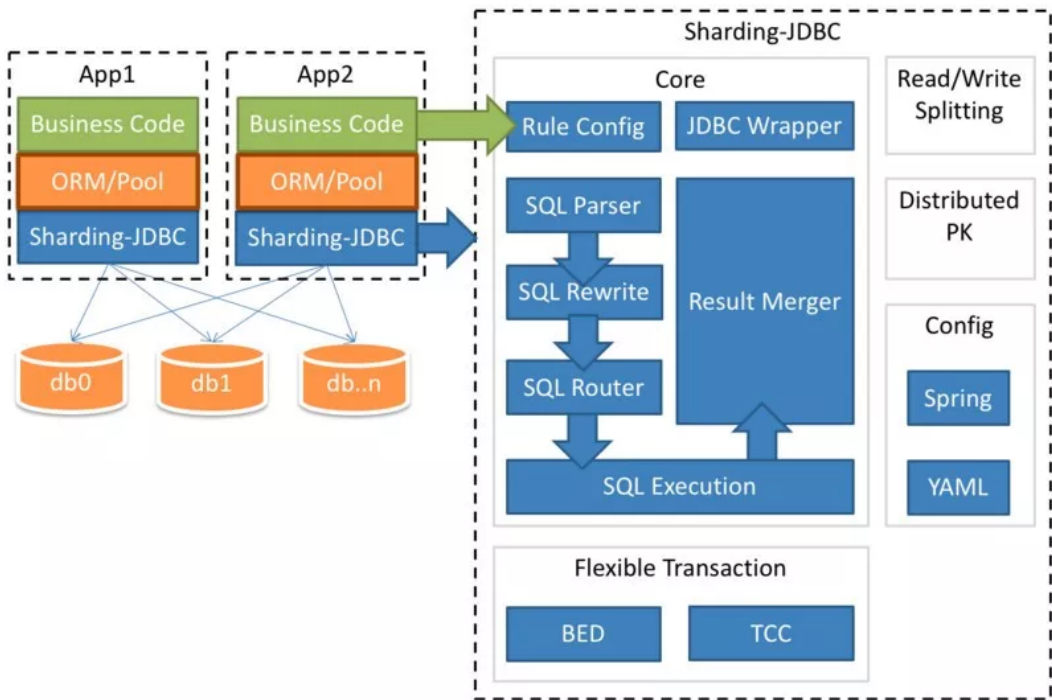 App1
Business Code
ORM/Pool
Sharding-JDBC
App2
Business Code
ORM/Pool
Sharding-JDBC
db0
db1
db..n
Sharding-JDBC
Core
Rule Config
JDBC Wrapper
SQL Parser
SQL Rewrite
SQL Router
Result Merger
SQL Execution
Flexible Transaction
BED
TCC
Read/Write
Splitting
Distributed
PK
Config
Spring
YAML